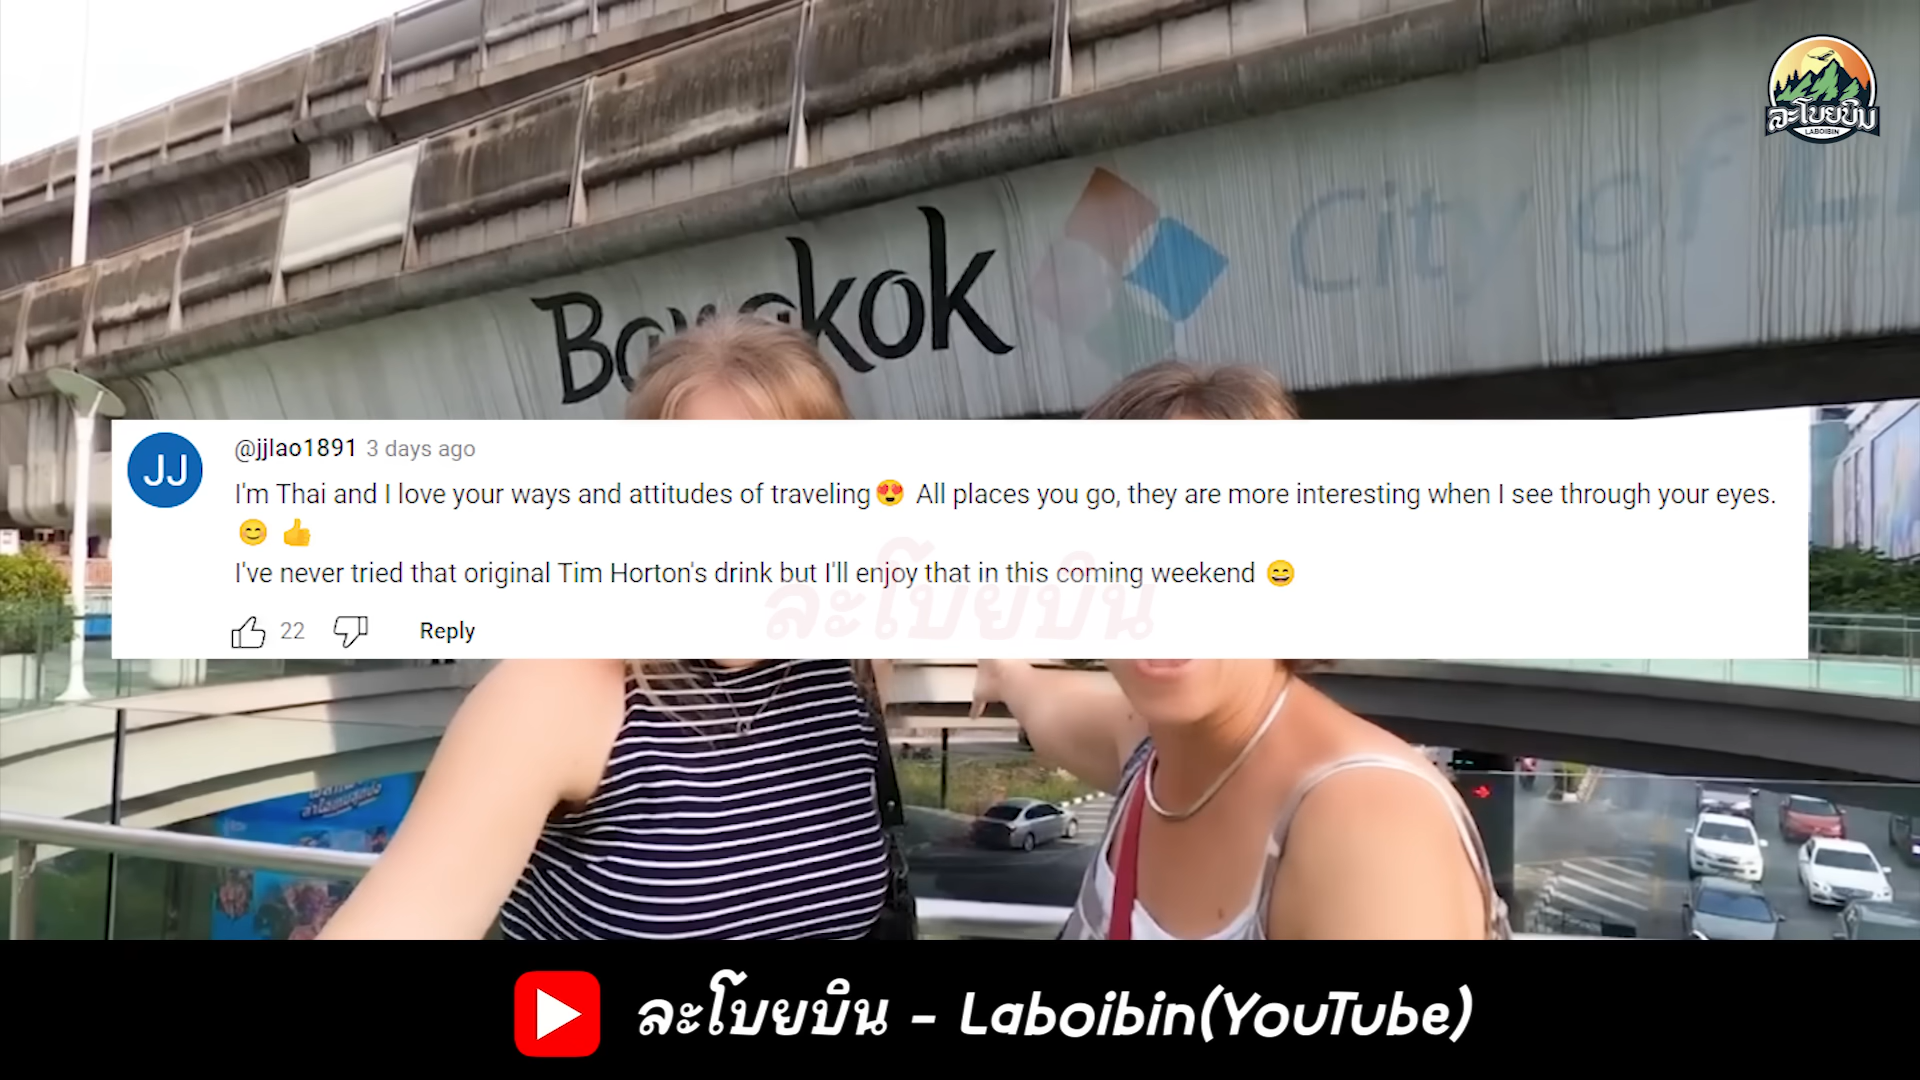 ละโบยบิน
LABOIBIN
Bangkok City of
@jjlao1891 3 days ago
I'm Thai and I love your ways and attitudes of traveling😍 All places you go, they are more interesting when I see through your eyes.
😊 👍
I've never tried that original Tim Horton's drink but I'll enjoy that in this coming weekend 😄
ละโบยบิน
22 Reply
ละโบยบิน - Laboibin(YouTube)